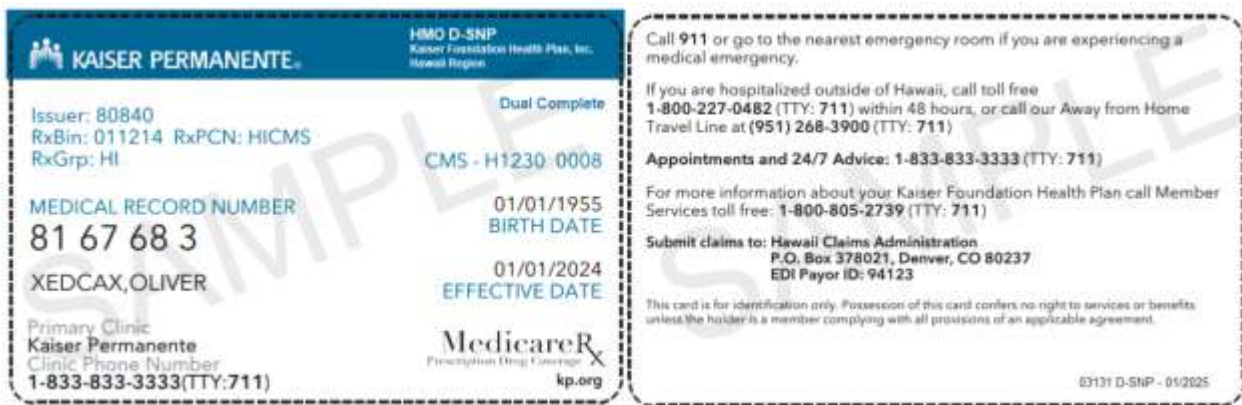 KAISER PERMANENTE®
HMO D-SNP
Kaiser Foundation Health Plan, Inc.
Hawaii Region
Issuer: 80840
RxBin: 011214 RxPCN: HICMS
RxGrp: HI
Dual Complete
CMS - H1230 0008
MEDICAL RECORD NUMBER
81 67 68 3
XEDCAX,OLIVER
01/01/1955
BIRTH DATE
01/01/2024
EFFECTIVE DATE
Primary Clinic
Kaiser Permanente
Clinic Phone Number
1-833-833-3333(TTY:711)
MedicareRx
Prescription Drug Coverage
kp.org
SAMPLE
Call 911 or go to the nearest emergency room if you are experiencing a
medical emergency.
If you are hospitalized outside of Hawaii, call toll free
1-800-227-0482 (TTY: 711) within 48 hours, or call our Away from Home
Travel Line at (951) 268-3900 (TTY: 711)
Appointments and 24/7 Advice: 1-833-833-3333 (TTY: 711)
For more information about your Kaiser Foundation Health Plan call Member
Services toll free: 1-800-805-2739 (TTY: 711)
Submit claims to: Hawaii Claims Administration
P.O. Box 378021, Denver, CO 80237
EDI Payor ID: 94123
This card is for identification only. Possession of this card confers no right to services or benefits
unless the holder is a member complying with all provisions of an applicable agreement.
03131 D-SNP - 01/2025
SAMPLE